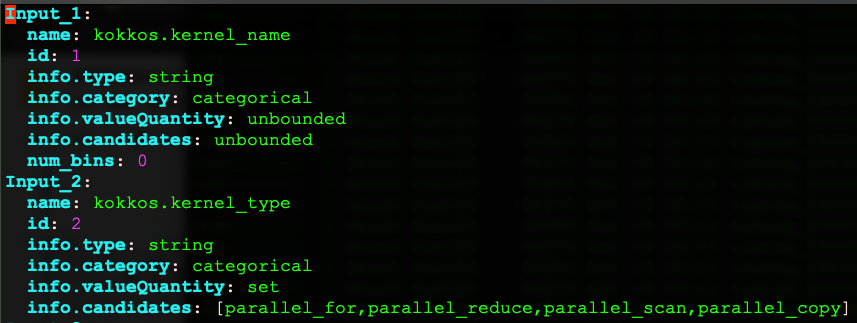 Input_1:
  name: kokkos.kernel_name
  id: 1
  info.type: string
  info.category: categorical
  info.valueQuantity: unbounded
  info.candidates: unbounded
  num_bins: 0
Input_2:
  name: kokkos.kernel_type
  id: 2
  info.type: string
  info.category: categorical
  info.valueQuantity: set
  info.candidates: [parallel_for,parallel_reduce,parallel_scan,parallel_copy]